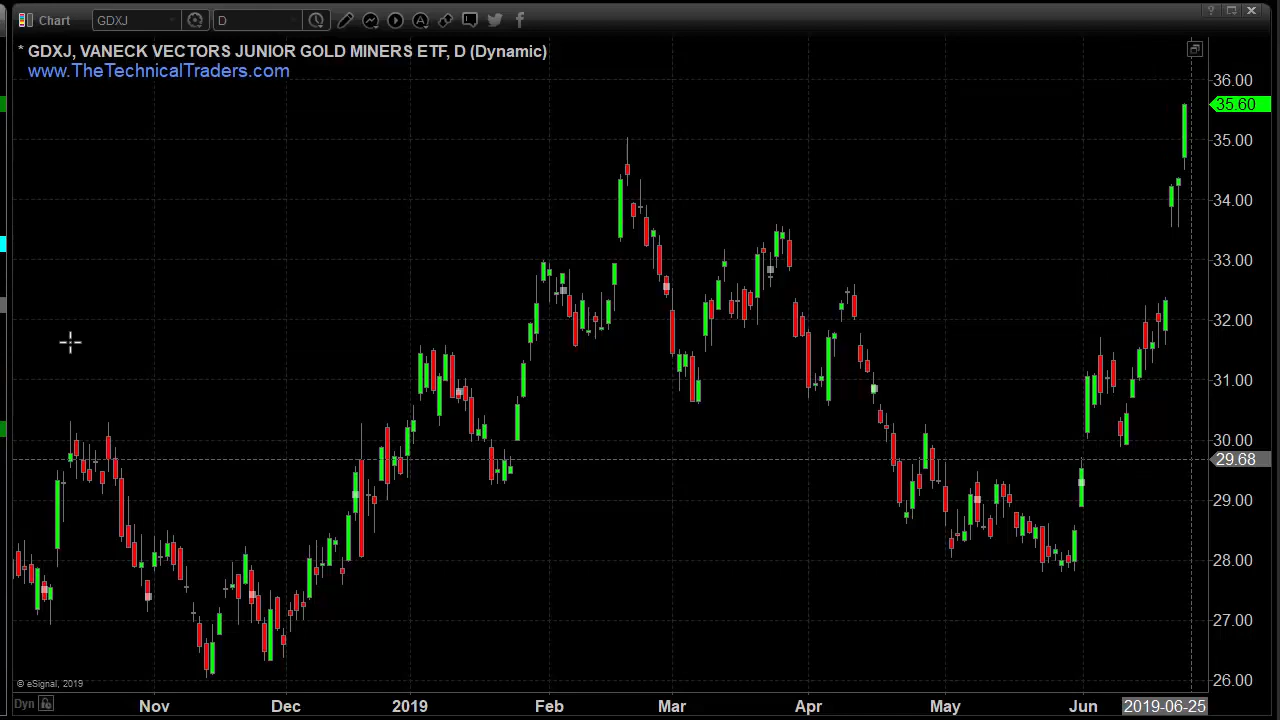 Chart GDXJ D A ?
* GDXJ, VANECK VECTORS JUNIOR GOLD MINERS ETF, D (Dynamic)
www.TheTechnicalTraders.com
36.00
35.60
35.00
34.00
33.00
32.00
31.00
30.00
29.68
29.00
28.00
27.00
26.00
© eSignal, 2019
Dyn Nov Dec 2019 Feb Mar Apr May Jun 2019-06-25